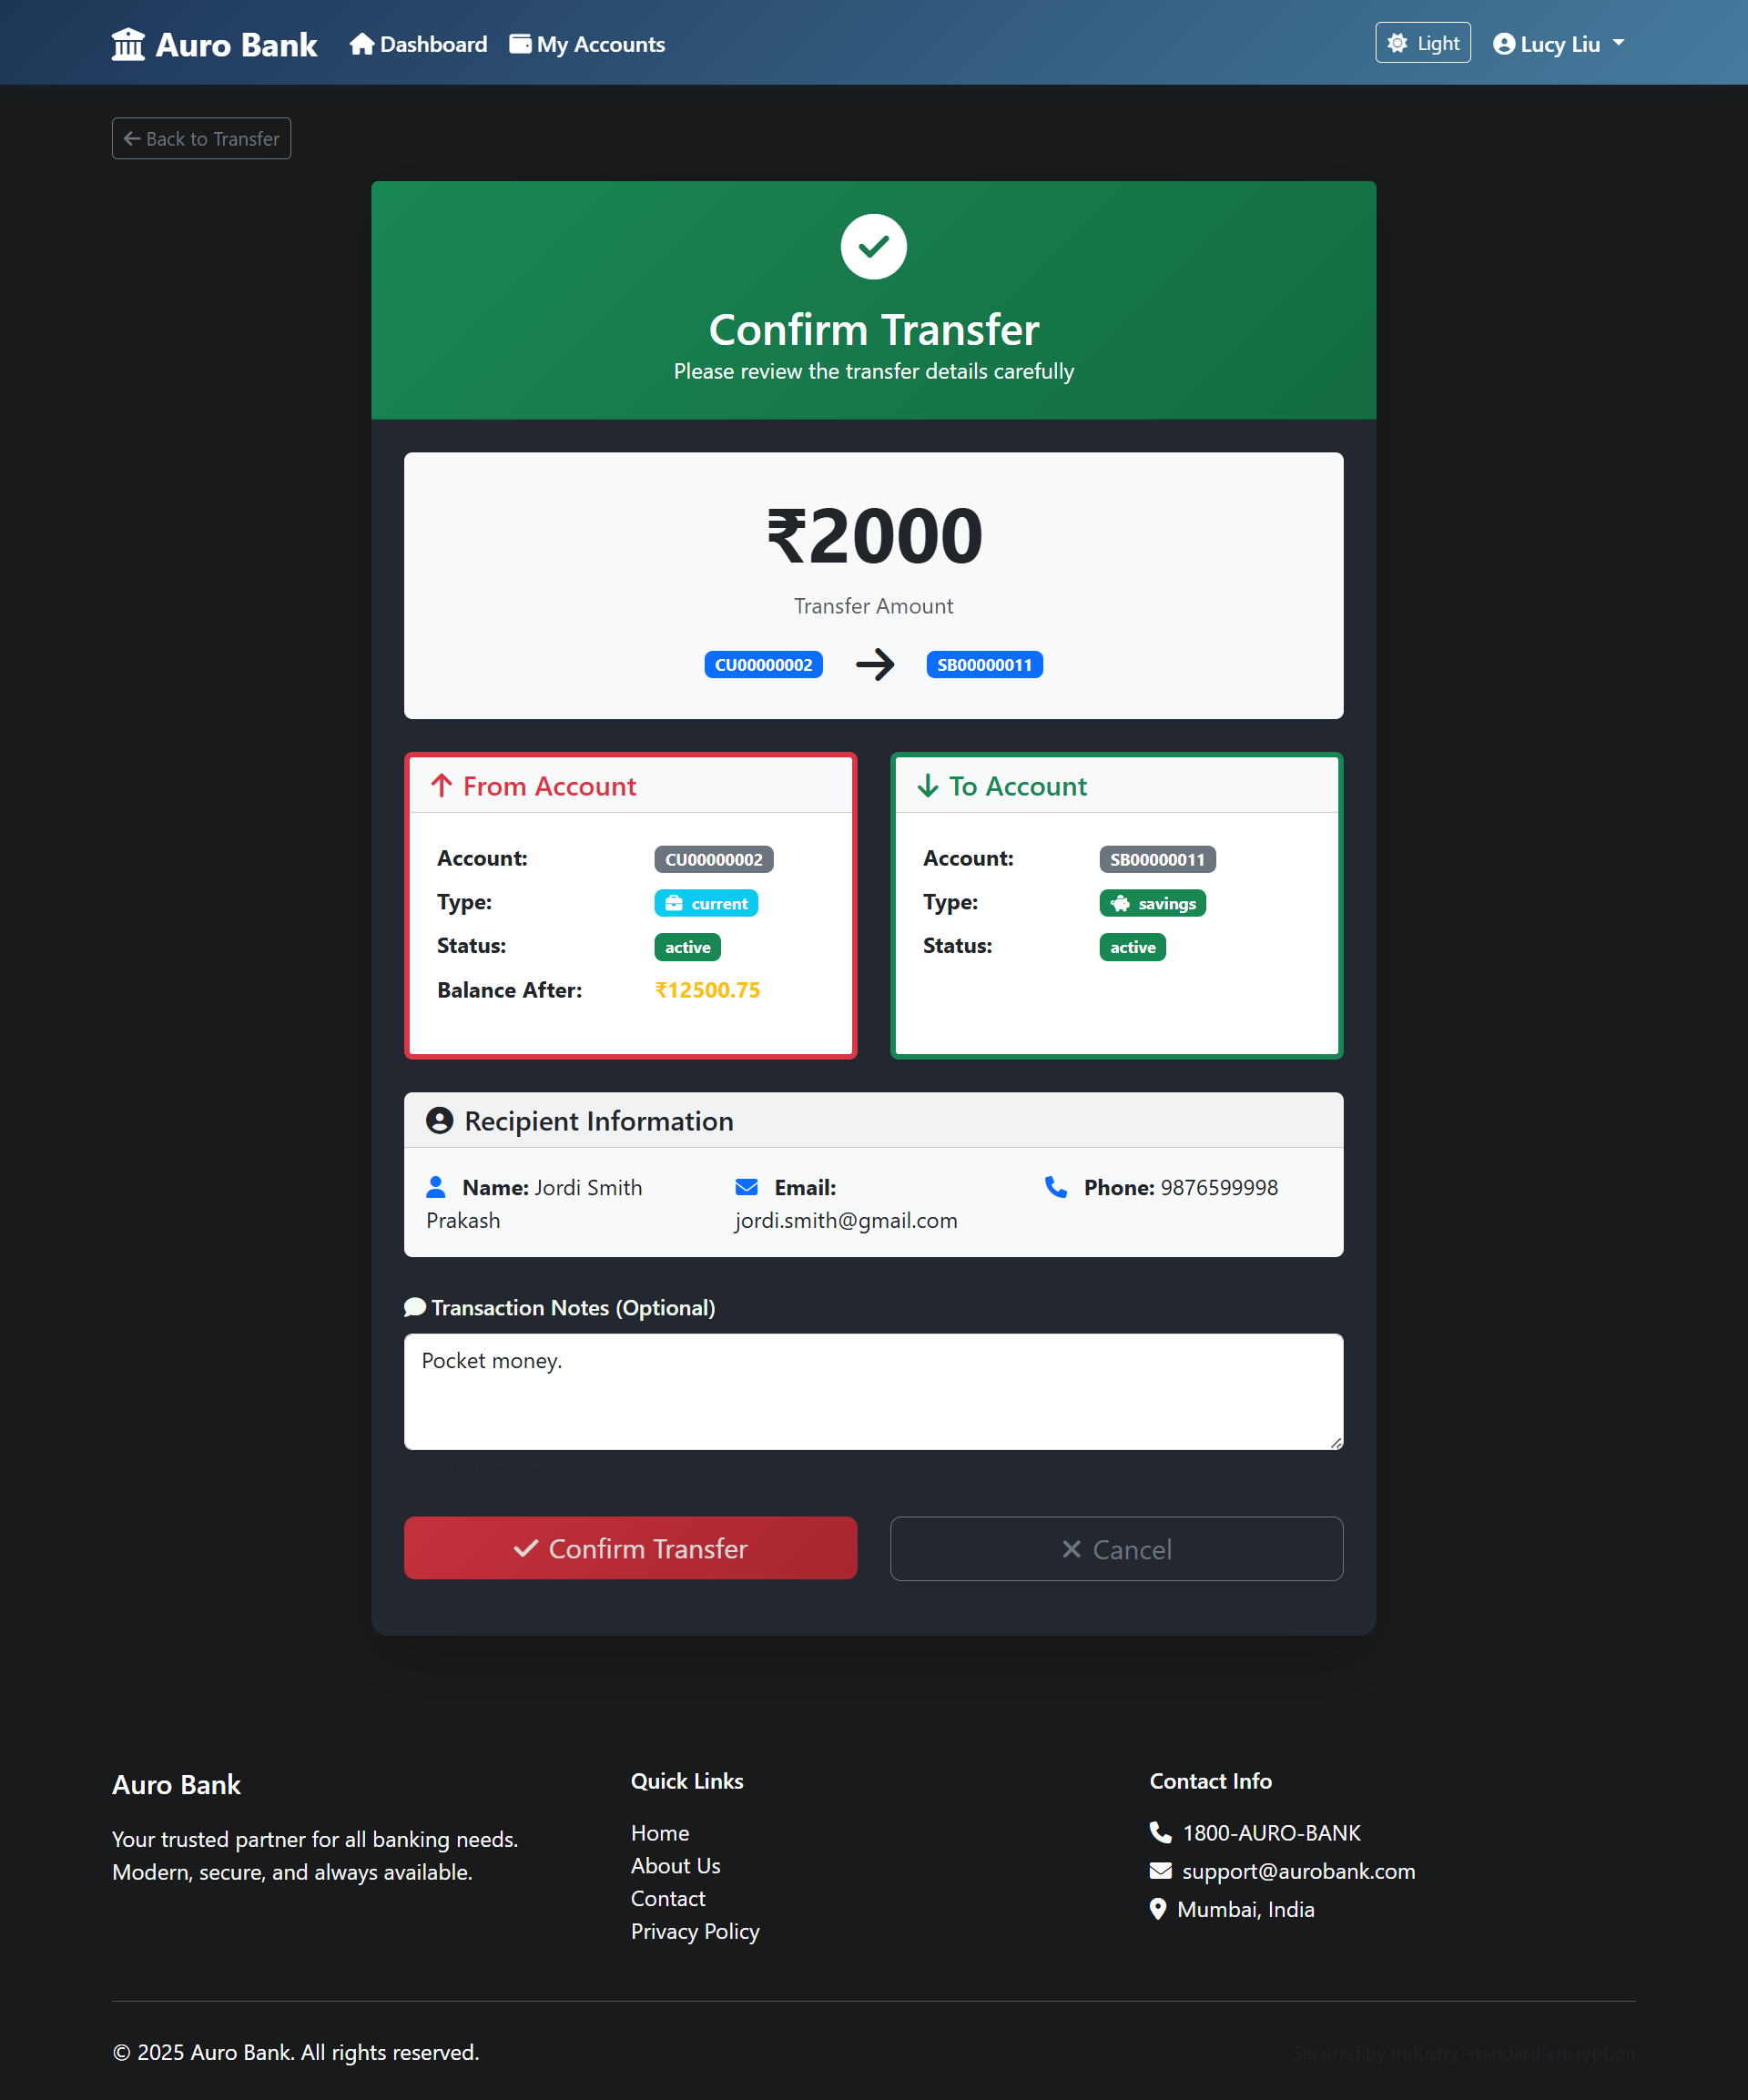 Auro Bank
Dashboard
My Accounts
Light
Lucy Liu
Back to Transfer
Confirm Transfer
Please review the transfer details carefully
₹2000
Transfer Amount
CU00000002
SB00000011
From Account
Account: CU00000002
Type: current
Status: active
Balance After: ₹12500.75
To Account
Account: SB00000011
Type: savings
Status: active
Recipient Information
Name: Jordi Smith
Prakash
Email:
jordi.smith@gmail.com
Phone: 9876599998
Transaction Notes (Optional)
Pocket money.
Confirm Transfer
Cancel
Auro Bank
Your trusted partner for all banking needs.
Modern, secure, and always available.
Quick Links
Home
About Us
Contact
Privacy Policy
Contact Info
1800-AURO-BANK
support@aurobank.com
Mumbai, India
© 2025 Auro Bank. All rights reserved.
Secured by industry-standard encryption